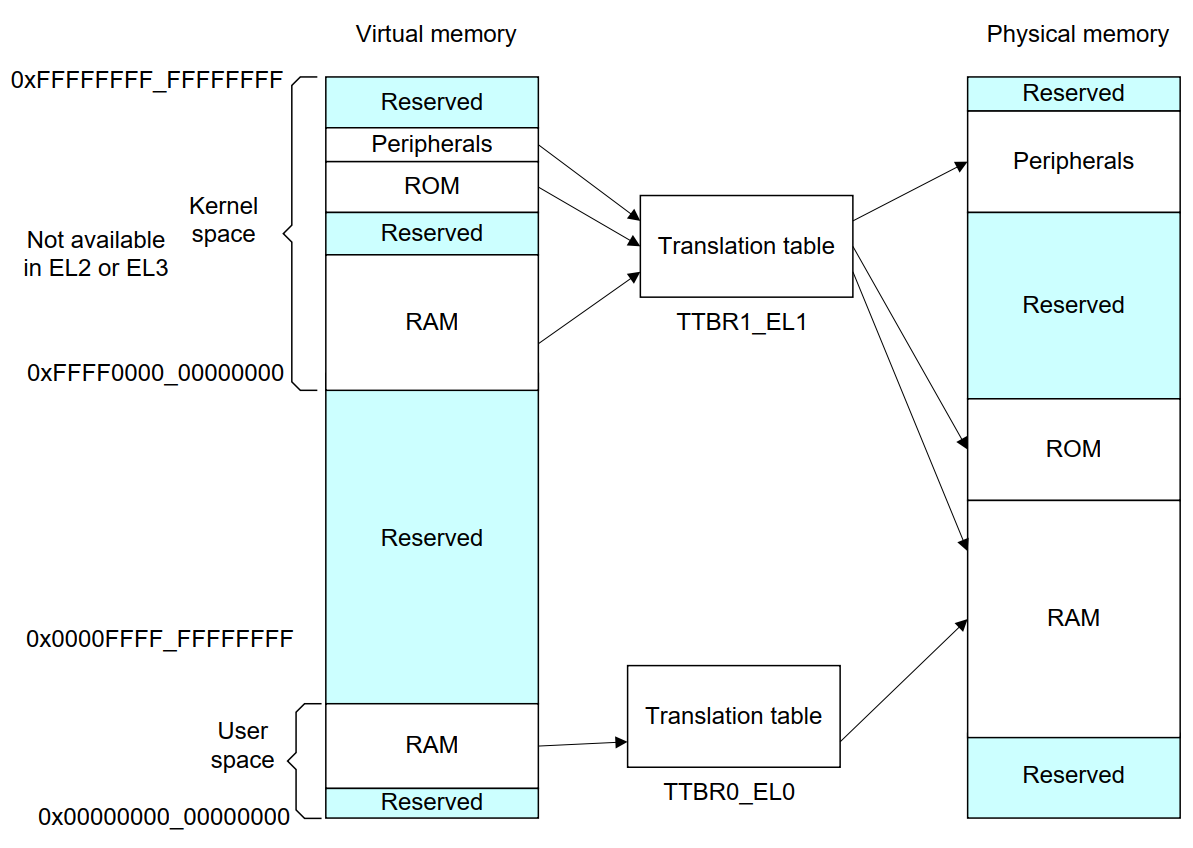 Virtual memory
Physical memory
0xFFFFFFFF_FFFFFFFF
Kernel
space
Not available
in EL2 or EL3
0xFFFF0000_00000000
0x0000FFFF_FFFFFFFF
User
space
0x00000000_00000000
Reserved
Peripherals
ROM
Reserved
RAM
Reserved
RAM
Reserved
Translation table
TTBR1_EL1
Translation table
TTBR0_EL0
Reserved
Peripherals
Reserved
ROM
RAM
Reserved